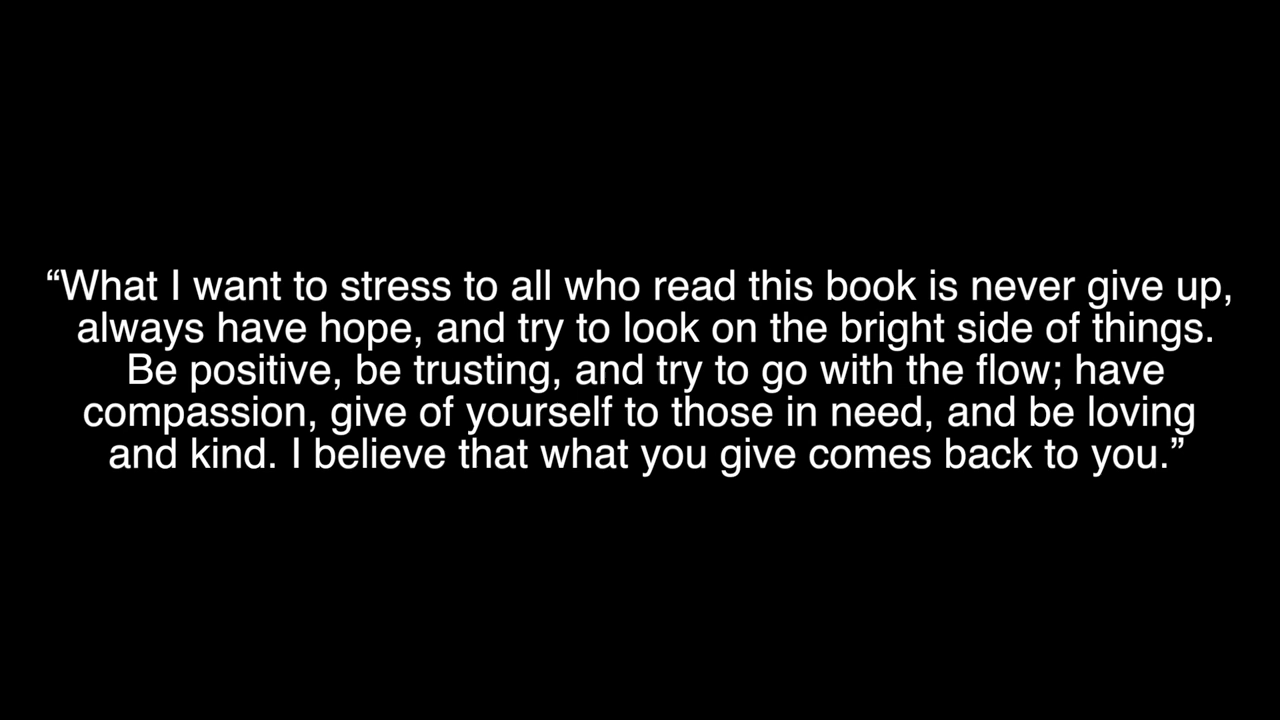 “What I want to stress to all who read this book is never give up,
always have hope, and try to look on the bright side of things.
Be positive, be trusting, and try to go with the flow; have
compassion, give of yourself to those in need, and be loving
and kind. I believe that what you give comes back to you.”